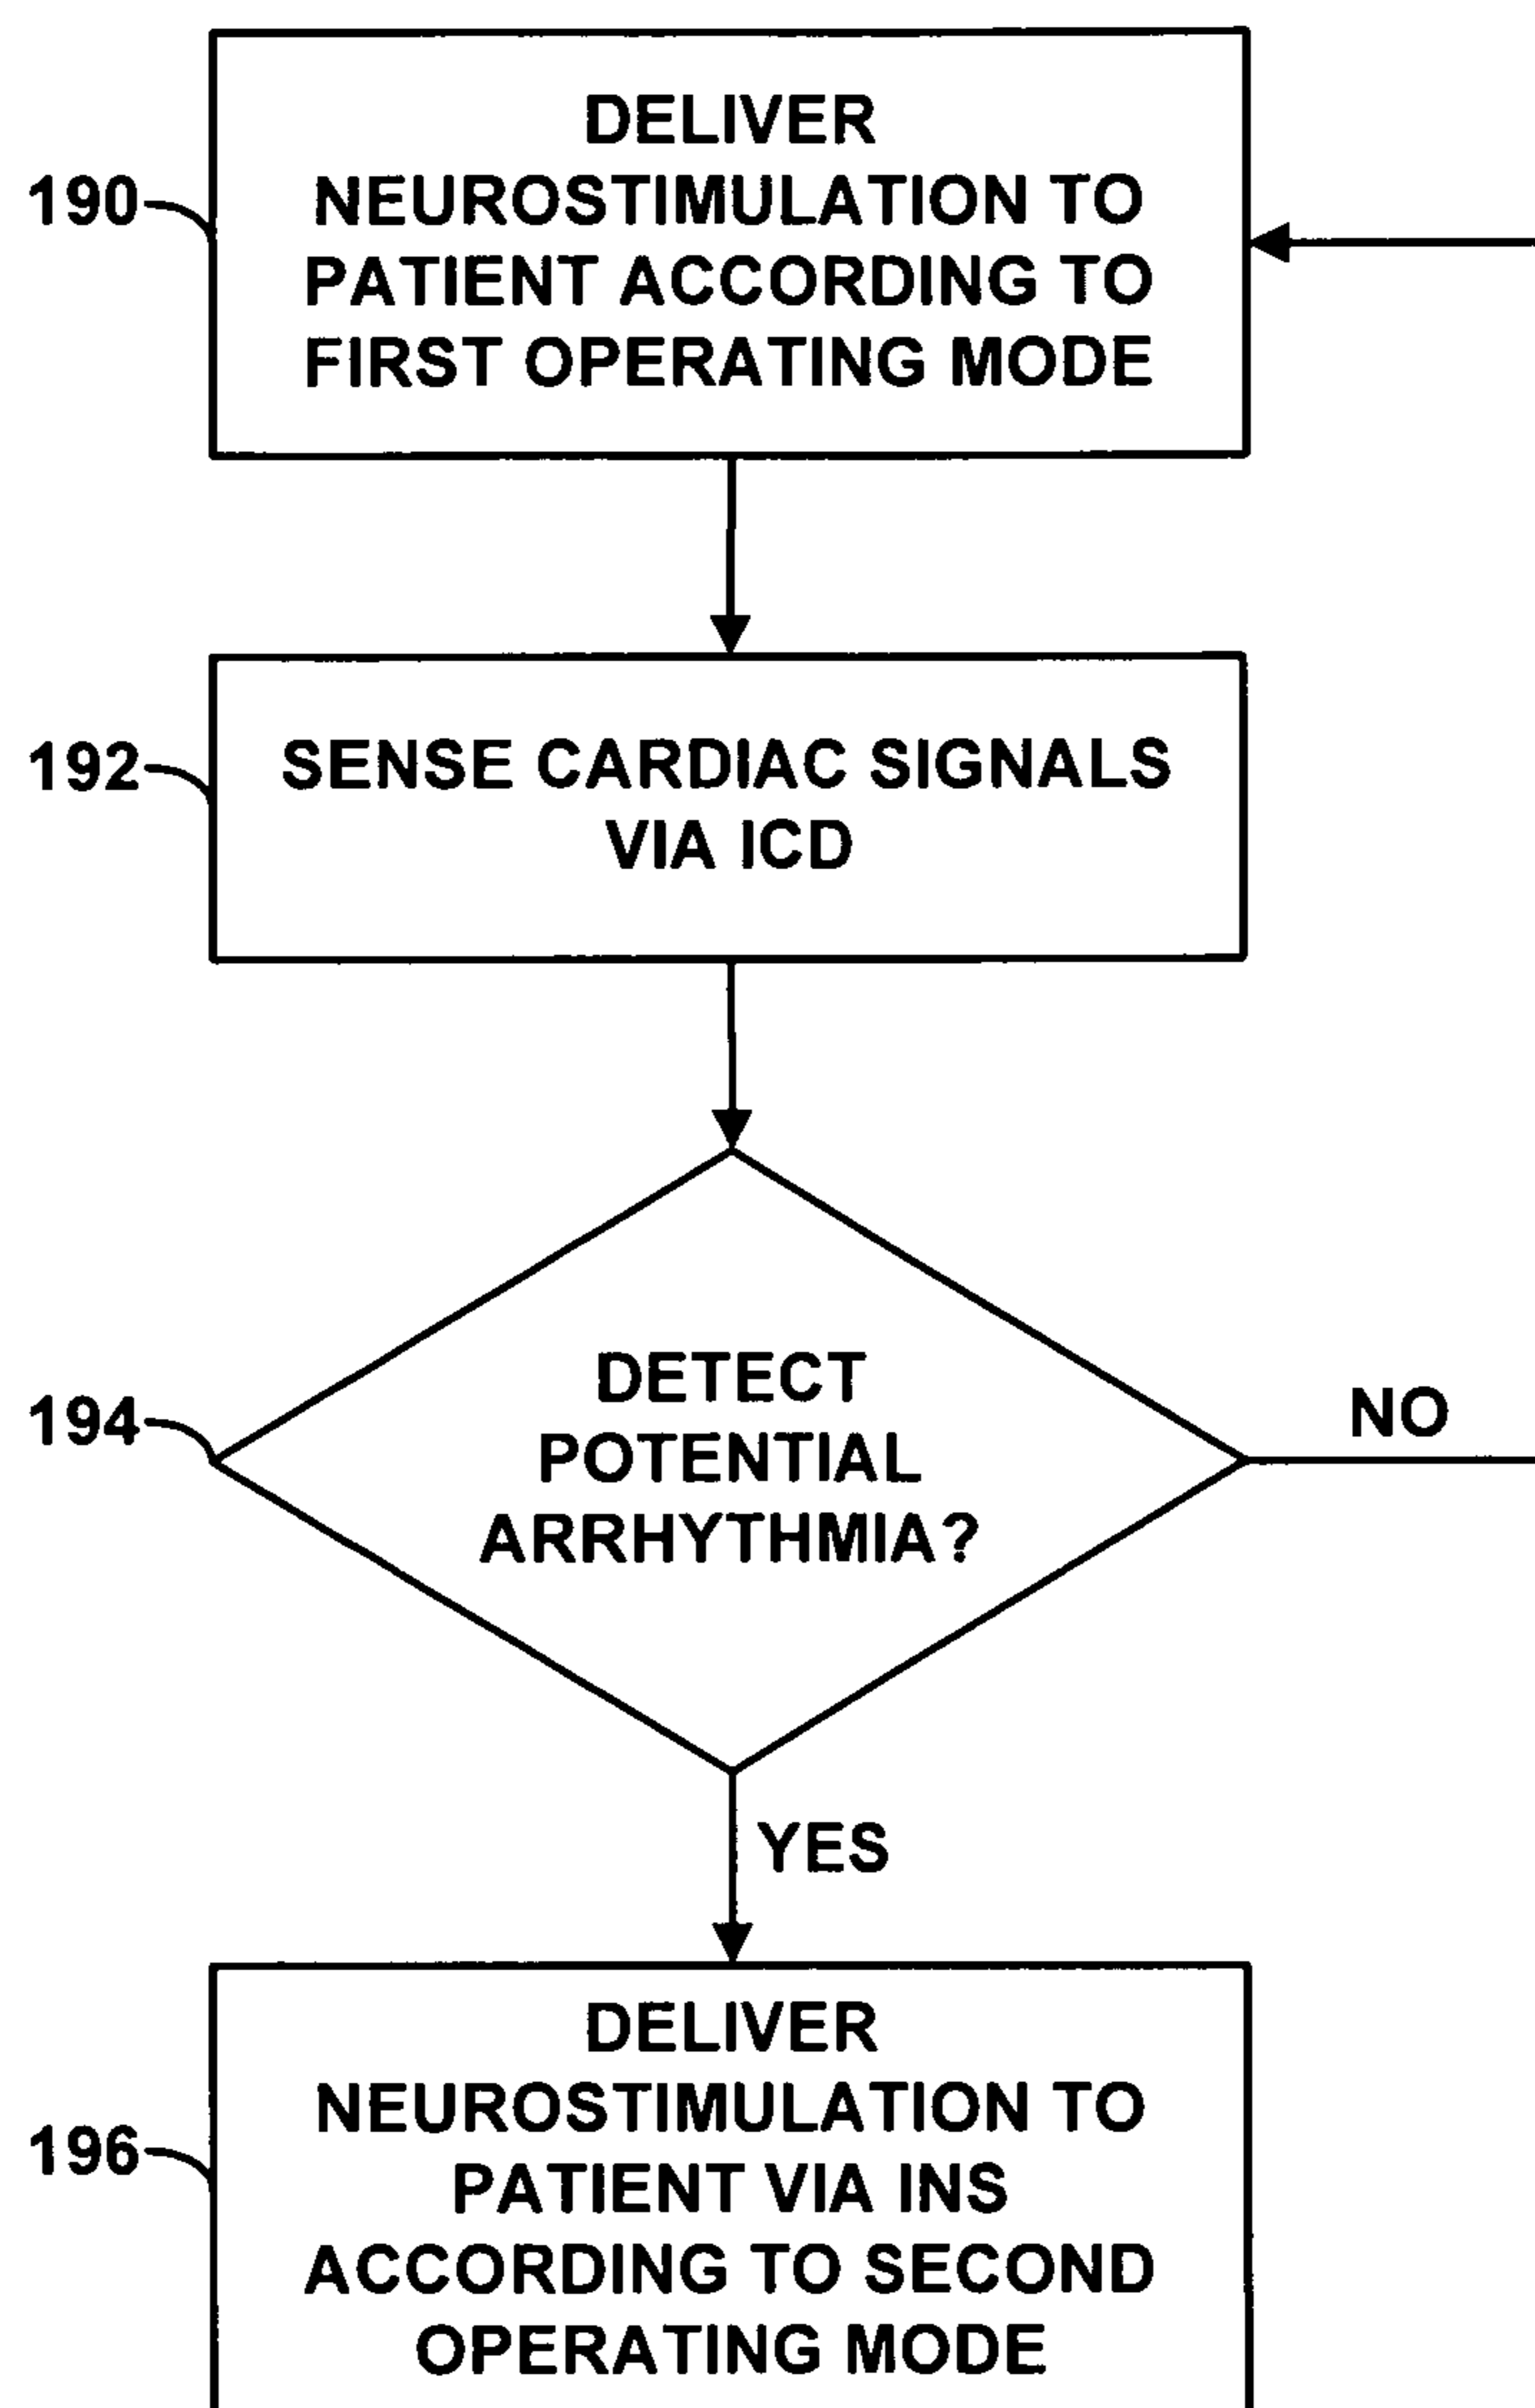 DELIVER
190
NEUROSTIMULATION TO
PATIENT ACCORDING TO
FIRST OPERATING MODE
192
SENSE CARDIAC SIGNALS
VIA ICD
DETECT
194
POTENTIAL
ARRHYTHMIA?
NO
YES
DELIVER
NEUROSTIMULATION TO
196
PATIENT VIA INS
ACCORDING TO SECOND
OPERATING MODE